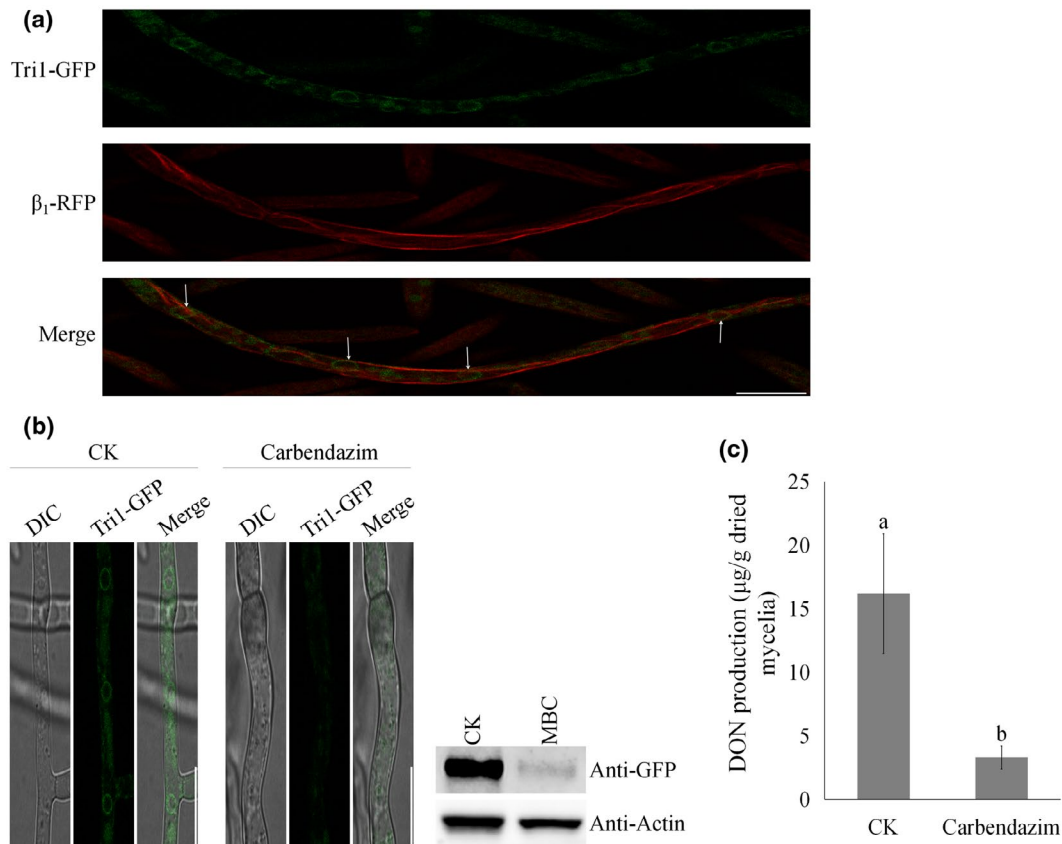 (a)
Tri1-GFP
β₁-RFP
Merge
(b)
CK
Carbendazim
DIC
Tri1-GFP
Merge
DIC
Tri1-GFP
Merge
CK
MBC
Anti-GFP
Anti-Actin
(c)
DON production (µg/g dried
mycelia)
25
20
15
10
5
0
a
b
CK
Carbendazim